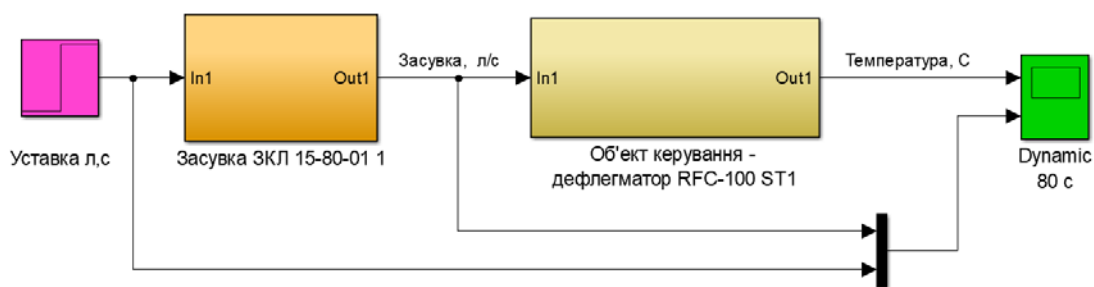 Засувка, л/с
Температура, С
In1
Out1
In1
Out1
Уставка л,с
Засувка ЗКЛ 15-80-01 1
Об'ект керування -
дефлегматор RFC-100 ST1
Dynamic
80 с